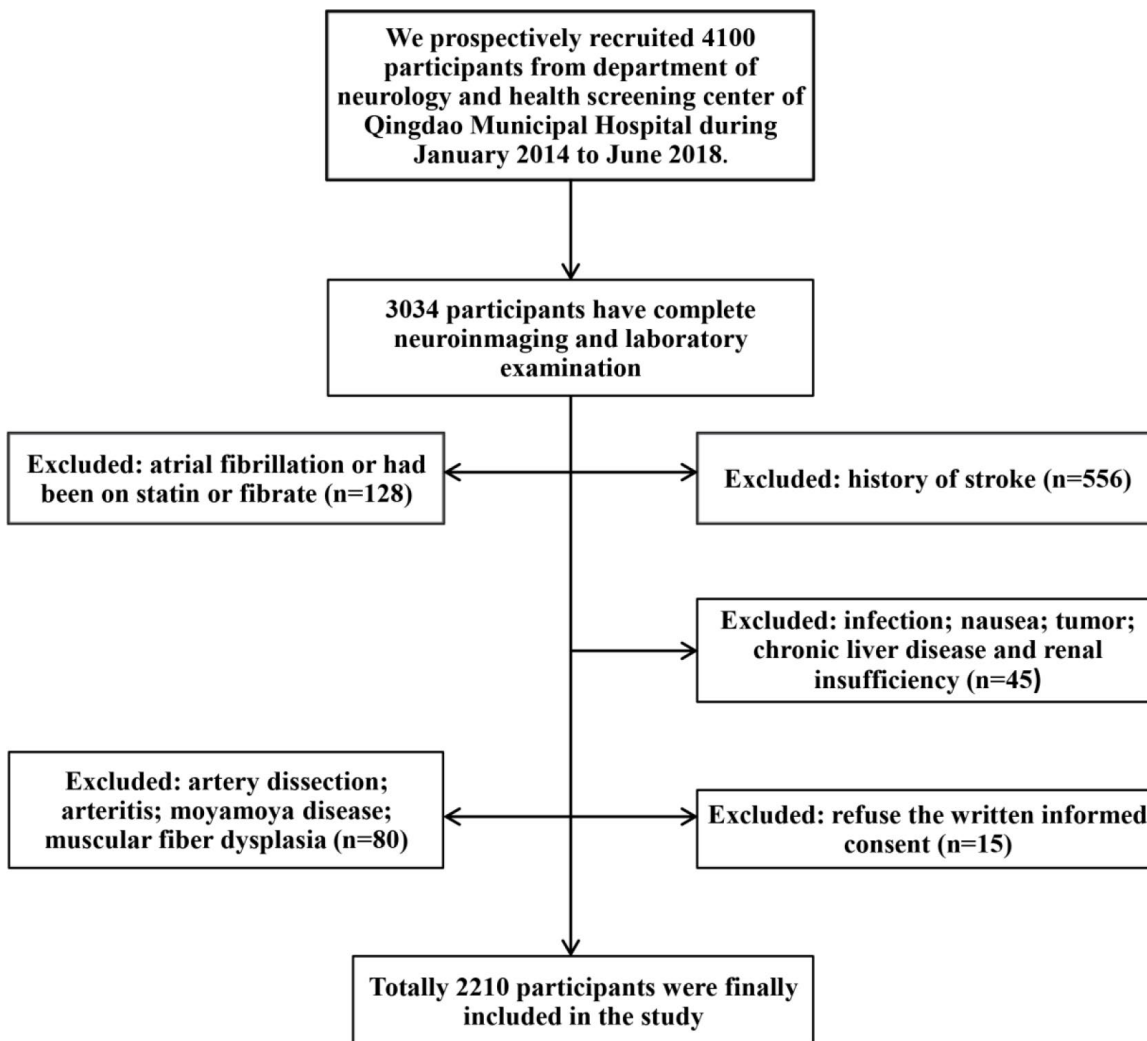 We prospectively recruited 4100
participants from department of
neurology and health screening center of
Qingdao Municipal Hospital during
January 2014 to June 2018.
3034 participants have complete
neuroinmaging and laboratory
examination
Excluded: atrial fibrillation or had
been on statin or fibrate (n=128)
Excluded: history of stroke (n=556)
Excluded: infection; nausea; tumor;
chronic liver disease and renal
insufficiency (n=45)
Excluded: artery dissection;
arteritis; moyamoya disease;
muscular fiber dysplasia (n=80)
Excluded: refuse the written informed
consent (n=15)
Totally 2210 participants were finally
included in the study